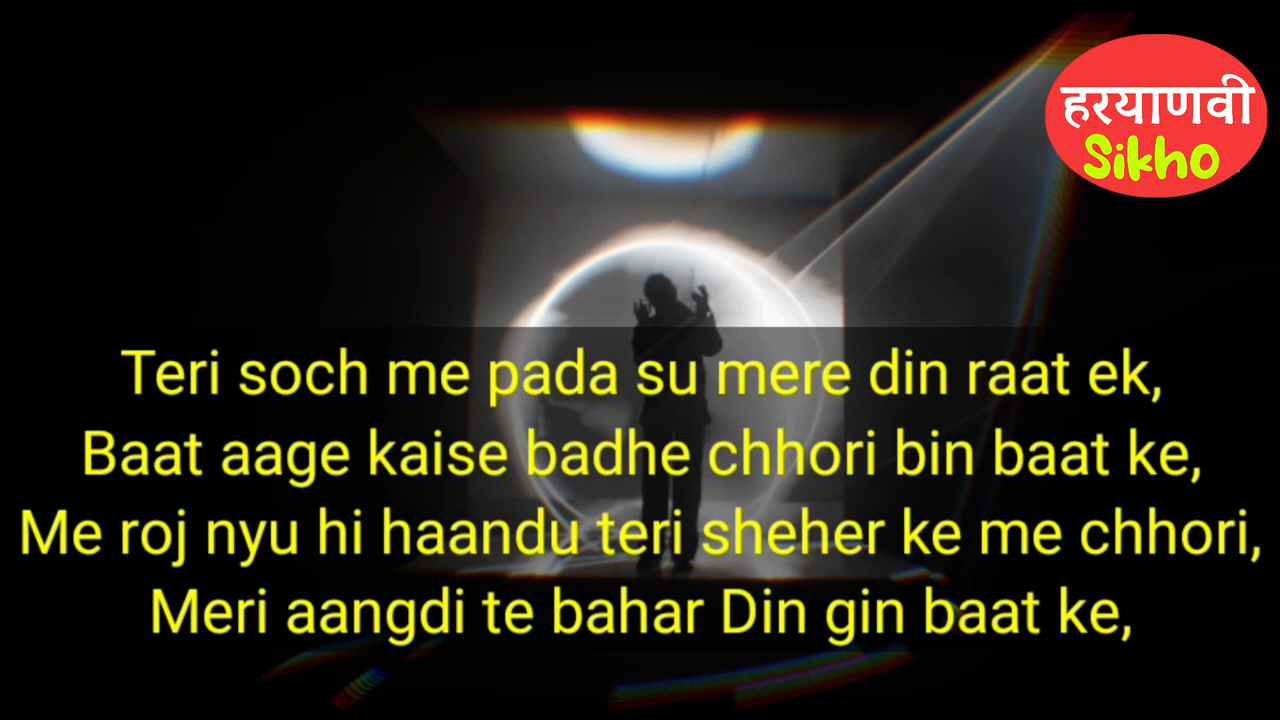 हरयाणवी
Sikho
Teri soch me pada su mere din raat ek,
Baat aage kaise badhe chhori bin baat ke,
Me roj nyu hi haandu teri sheher ke me chhori,
Meri aangdi te bahar Din gin baat ke,